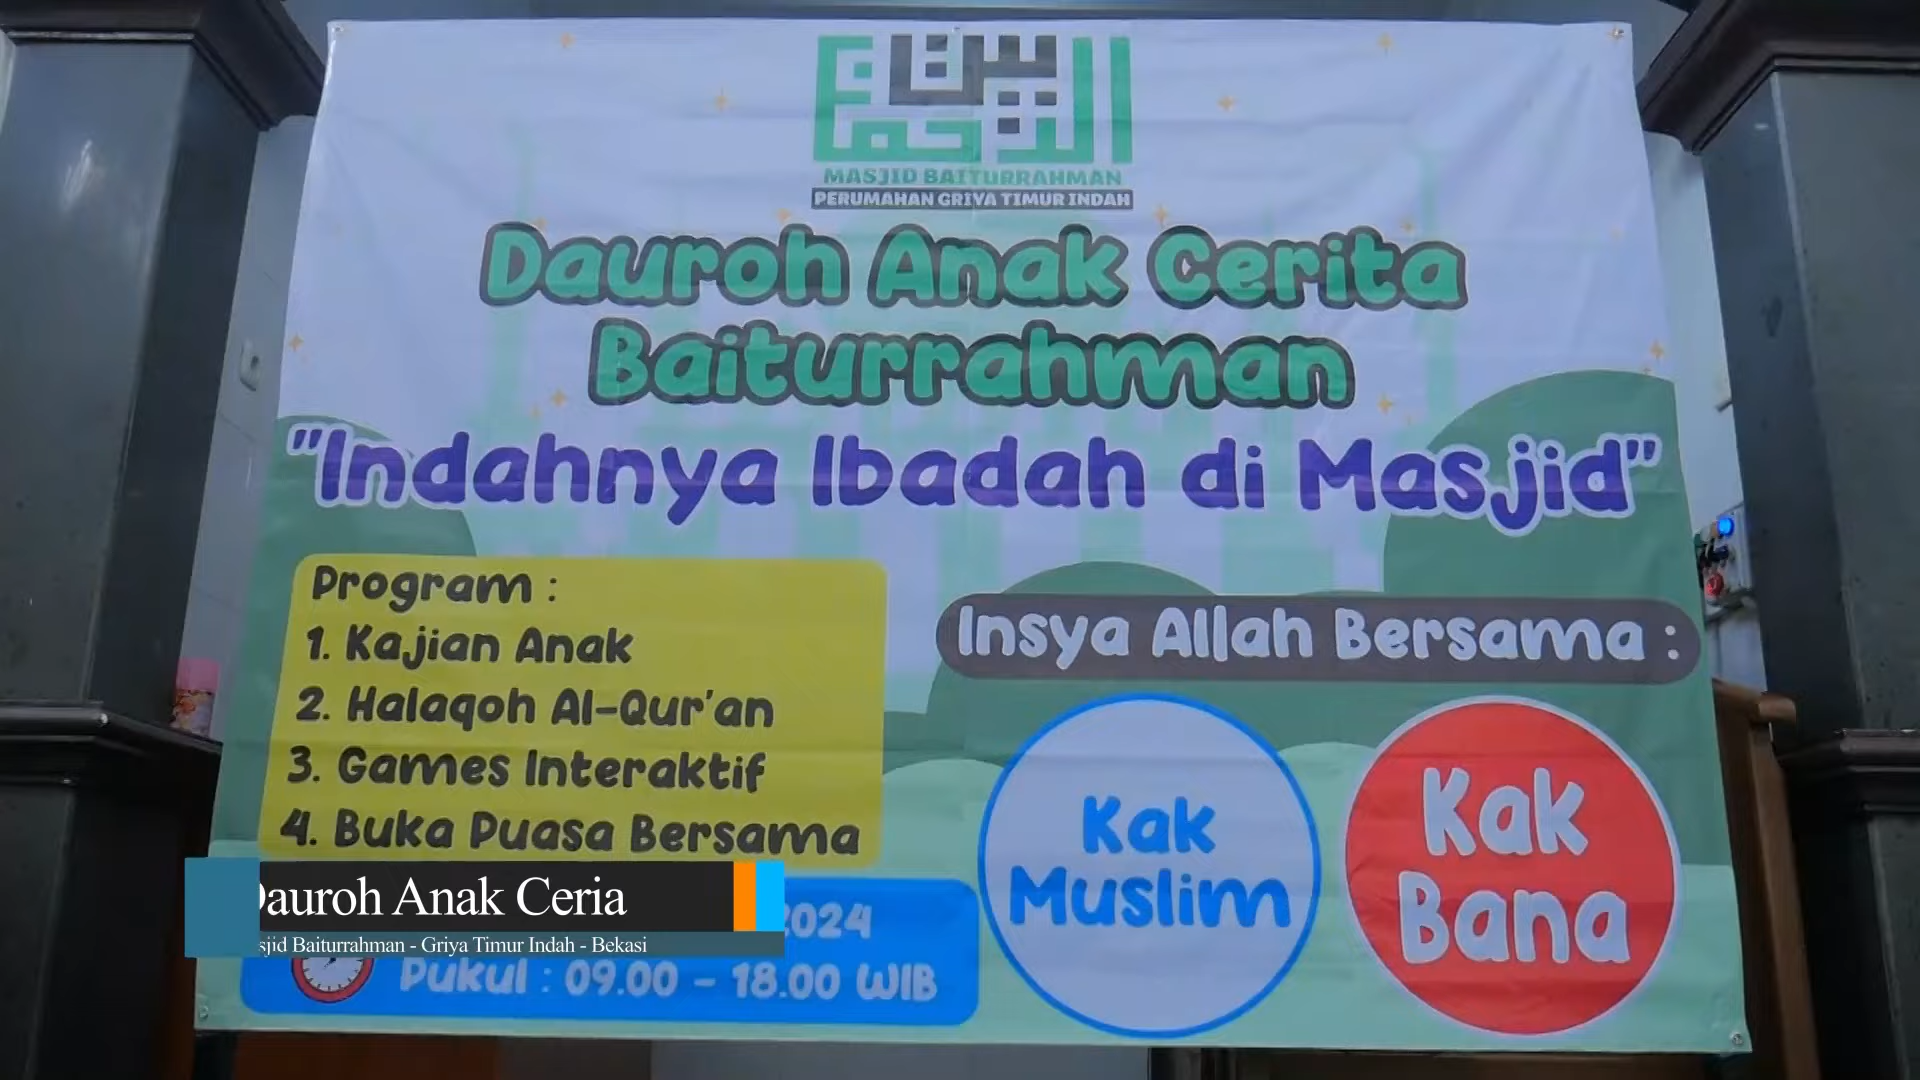 الرحمن
MASJID BAITURRAHMAN
PERUMAHAN GRIYA TIMUR INDAH
Dauroh Anak Cerita
Baiturrahman
"Indahnya Ibadah di Masjid"
Program :
1. Kajian Anak
2. Halaqoh Al-Qur'an
3. Games Interaktif
4. Buka Puasa Bersama
Insya Allah Bersama :
Kak
Muslim
Kak
Bana
2024
Pukul : 09.00 - 18.00 WIB
Dauroh Anak Ceria
Baiturrahman - Griya Timur Indah - Bekasi